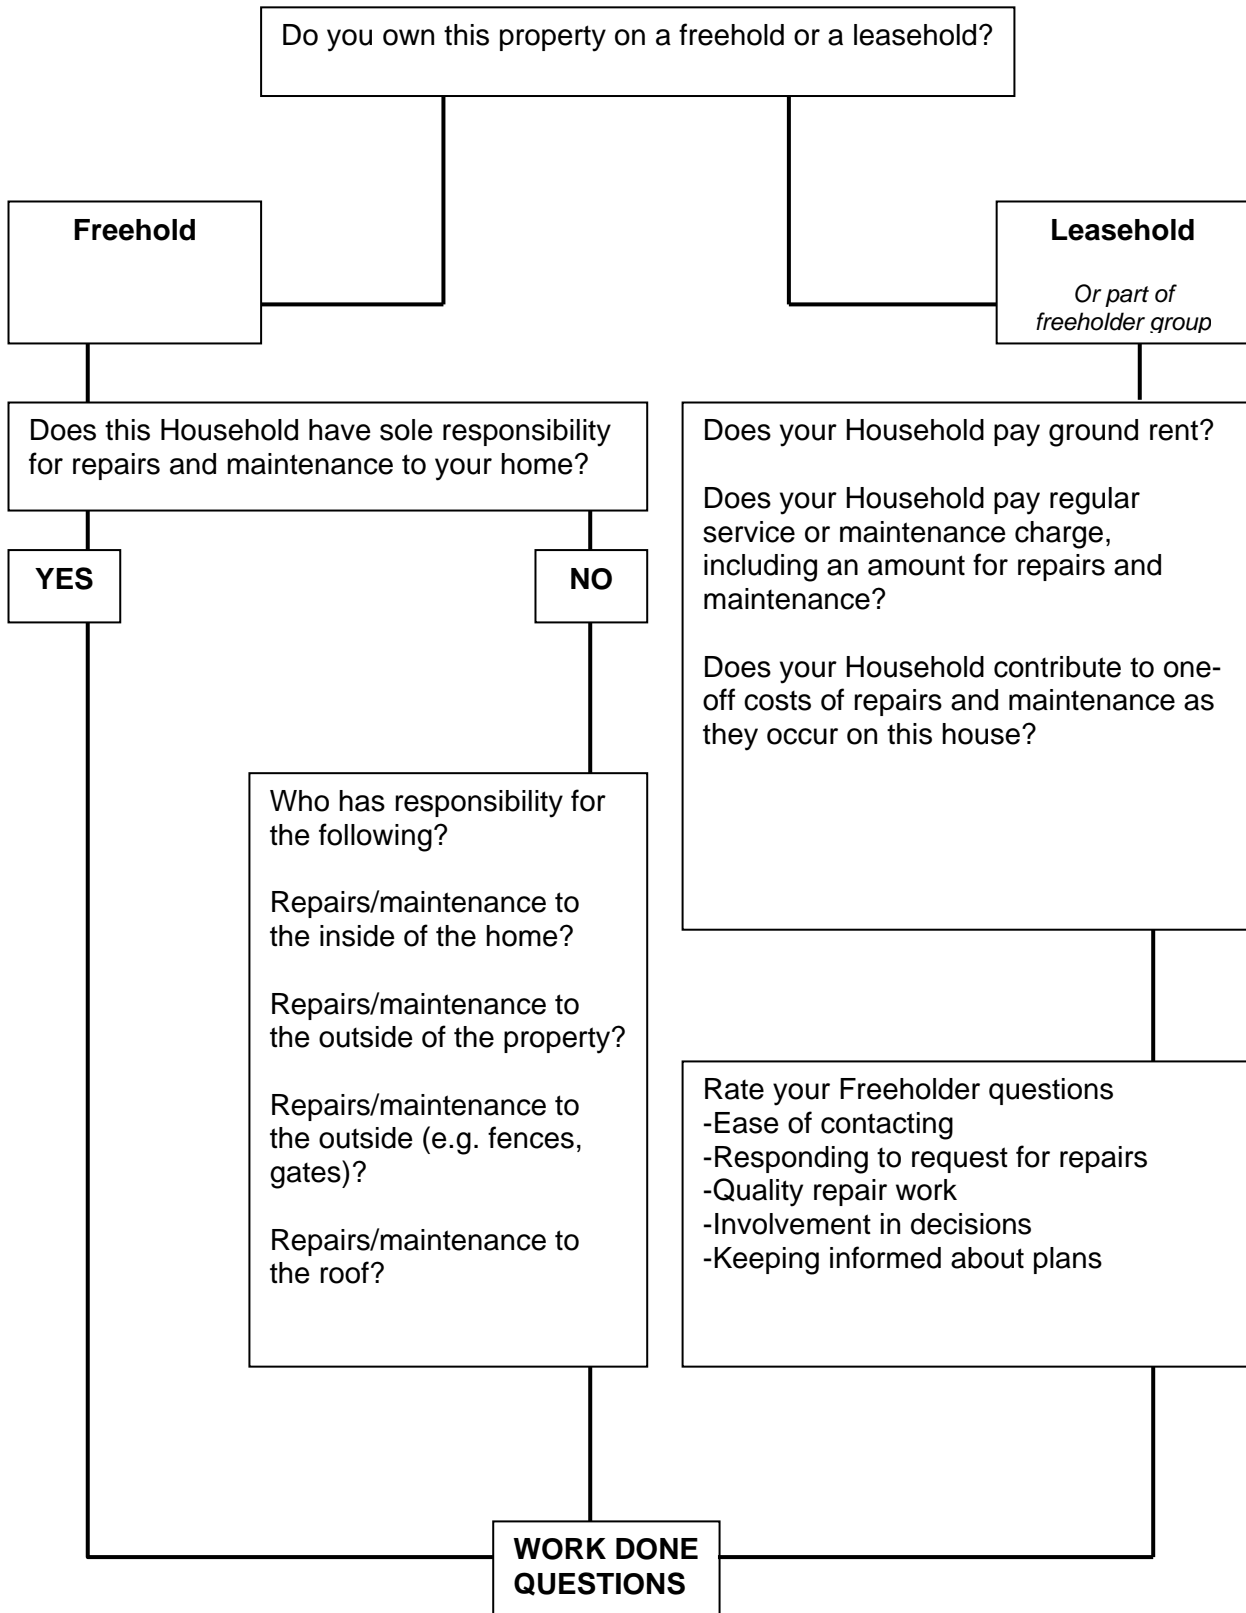 Do you own this property on a freehold or a leasehold?
Freehold
Leasehold
Or part of
freeholder group
Does this Household have sole responsibility
for repairs and maintenance to your home?
YES
NO
Does your Household pay ground rent?
Does your Household pay regular
service or maintenance charge,
including an amount for repairs and
maintenance?
Does your Household contribute to one-
off costs of repairs and maintenance as
they occur on this house?
Who has responsibility for
the following?
Repairs/maintenance to
the inside of the home?
Repairs/maintenance to
the outside of the property?
Repairs/maintenance to
the outside (e.g. fences,
gates)?
Repairs/maintenance to
the roof?
Rate your Freeholder questions
-Ease of contacting
-Responding to request for repairs
-Quality repair work
-Involvement in decisions
-Keeping informed about plans
WORK DONE
QUESTIONS